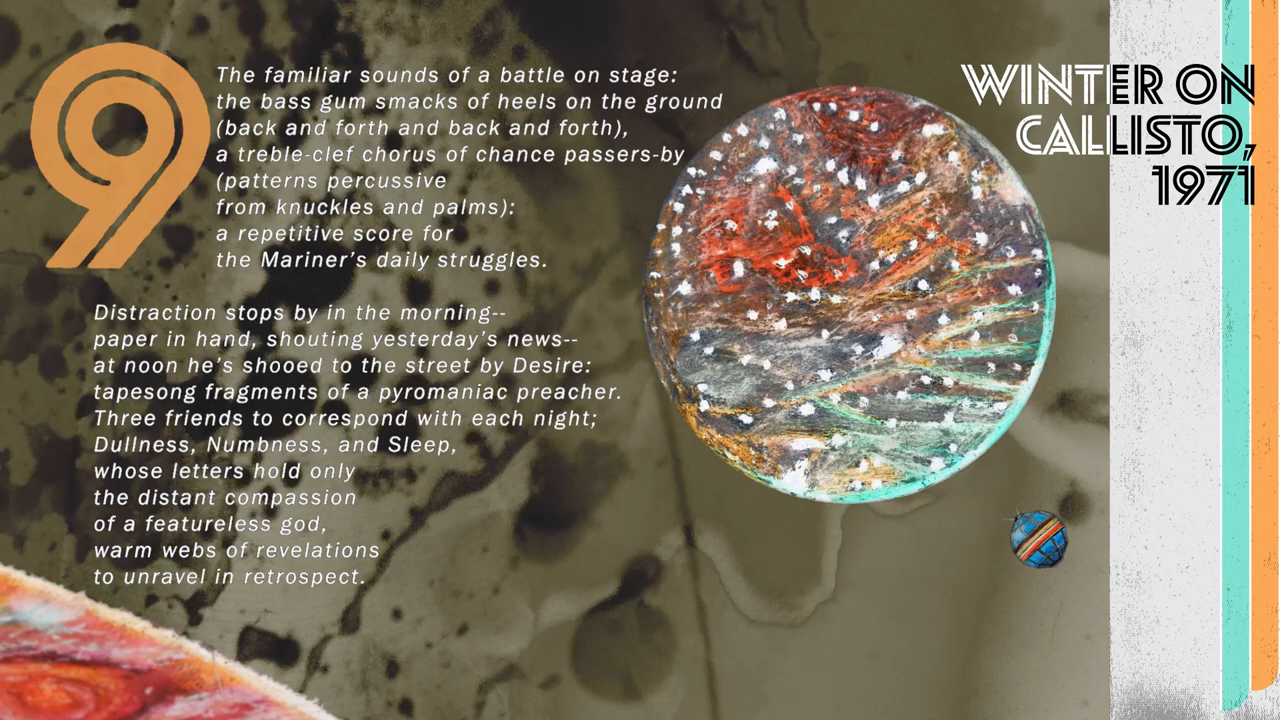 9
The familiar sounds of a battle on stage:
the bass gum smacks of heels on the ground
(back and forth and back and forth),
a treble-clef chorus of chance passers-by
(patterns percussive
from knuckles and palms):
a repetitive score for
the Mariner's daily struggles.
Distraction stops by in the morning--
paper in hand, shouting yesterday's news--
at noon he's shooed to the street by Desire:
tapesong fragments of a pyromaniac preacher.
Three friends to correspond with each night;
Dullness, Numbness, and Sleep,
whose letters hold only
the distant compassion
of a featureless god,
warm webs of revelations
to unravel in retrospect.
WINTER ON
CALLISTO,
1971